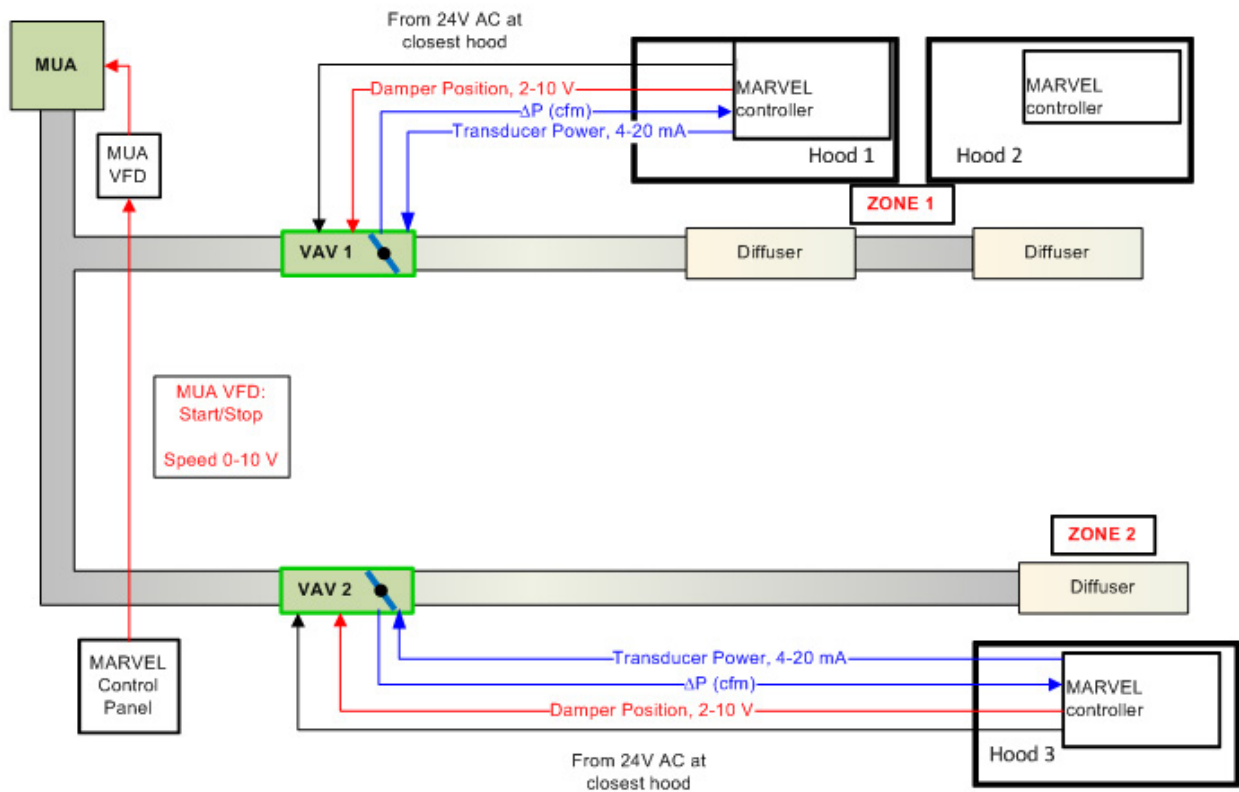 From 24V AC at
closest hood
MUA
Damper Position, 2-10 V
ΔP (cfm)
Transducer Power, 4-20 mA
MARVEL
controller
Hood 1
MARVEL
controller
Hood 2
MUA
VFD
ZONE 1
VAV 1
Diffuser
Diffuser
MUA VFD:
Start/Stop
Speed 0-10 V
ZONE 2
VAV 2
Diffuser
MARVEL
Control
Panel
Transducer Power, 4-20 mA
ΔP (cfm)
Damper Position, 2-10 V
MARVEL
controller
Hood 3
From 24V AC at
closest hood